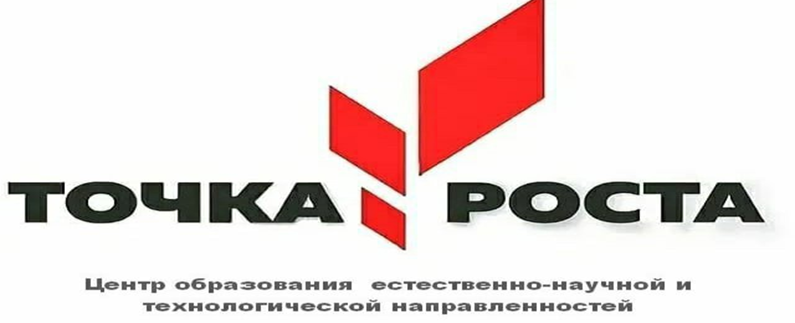 ТОЧКА РОСТА
Центр образования естественно-научной и
технологической направленностей